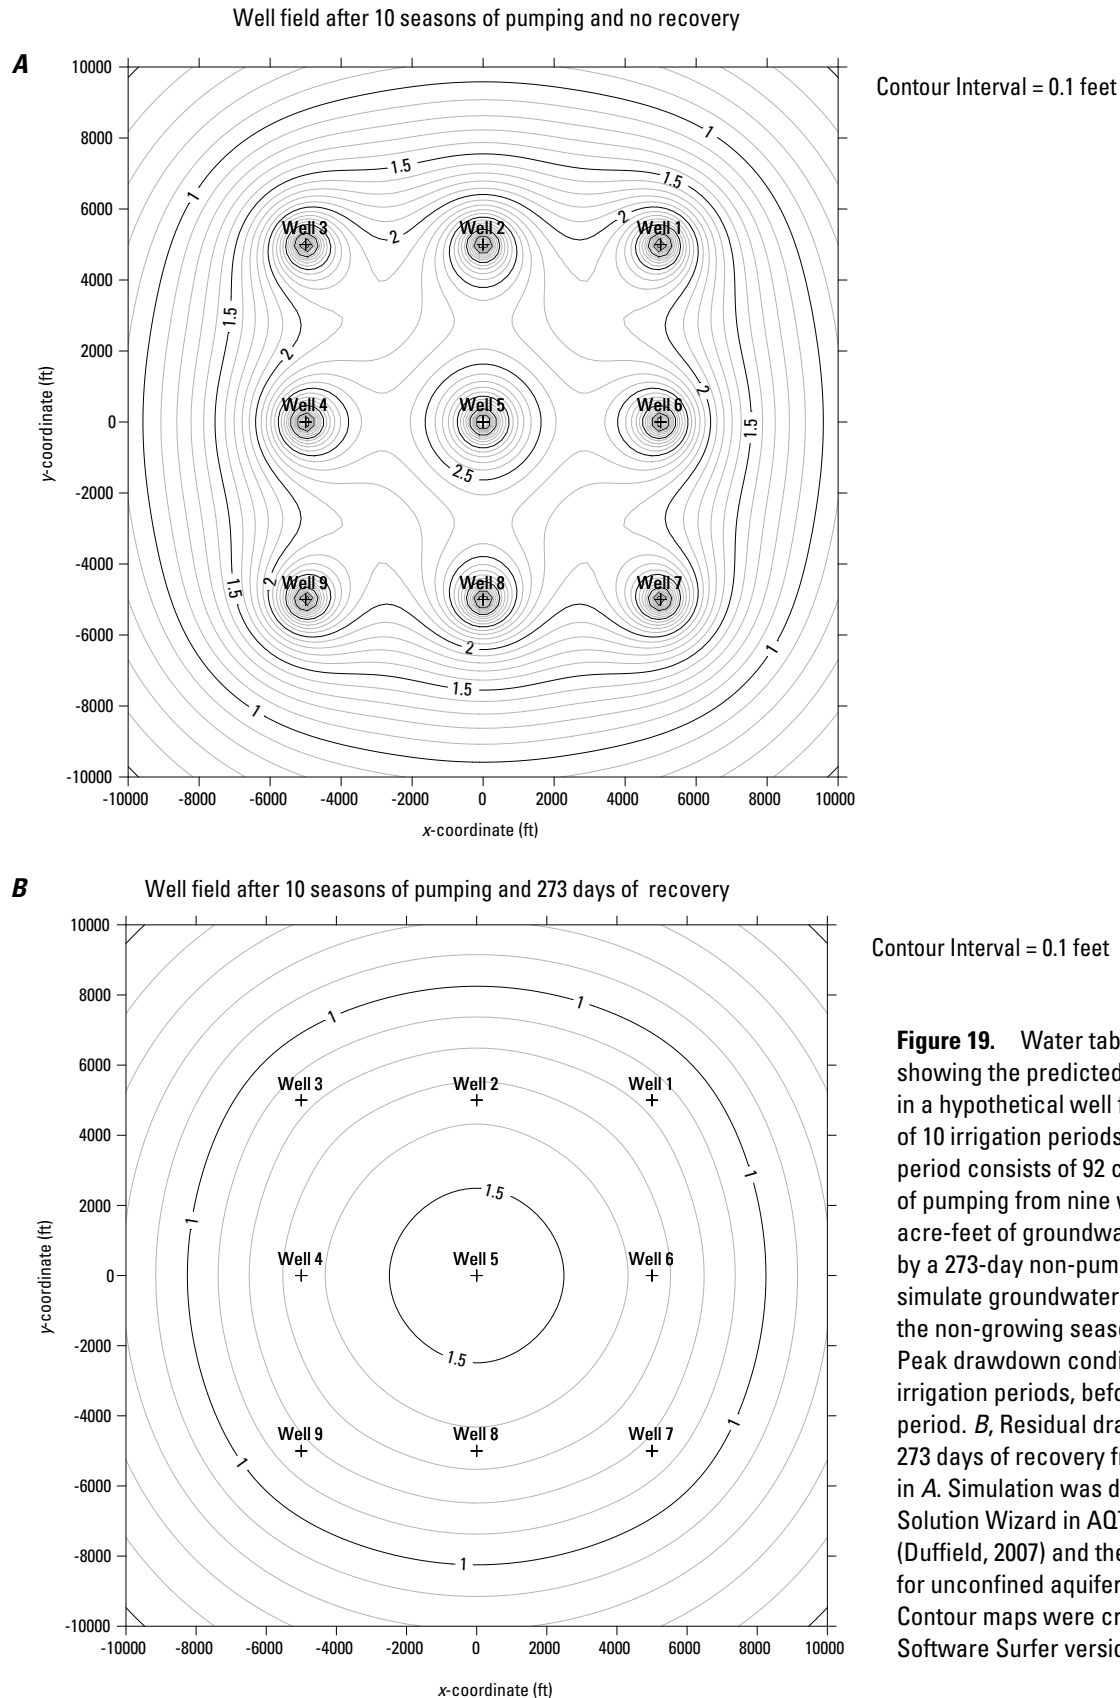 Well field after 10 seasons of pumping and no recovery
A
Contour Interval = 0.1 feet
10000
8000
6000
4000
2000
0
-2000
-4000
-6000
-8000
-10000
y-coordinate (ft)
1
1
1.5
1.5
2
2
Well 3
Well 2
Well 1
1.5
2
2
1.5
Well 4
Well 5
Well 6
2.5
1.5
2
Well 9
Well 8
Well 7
2
1.5
1
1
-10000 -8000 -6000 -4000 -2000 0 2000 4000 6000 8000 10000
x-coordinate (ft)
B
Well field after 10 seasons of pumping and 273 days of recovery
Contour Interval = 0.1 feet
10000
8000
6000
4000
2000
0
-2000
-4000
-6000
-8000
-10000
y-coordinate (ft)
1
1
Well 3
Well 2
Well 1
1
1.5
1
Well 4
Well 5
Well 6
1.5
1
Well 9
Well 8
Well 7
1
1
-10000 -8000 -6000 -4000 -2000 0 2000 4000 6000 8000 10000
x-coordinate (ft)
Figure 19. Water tab
showing the predicted
in a hypothetical well f
of 10 irrigation periods
period consists of 92 c
of pumping from nine w
acre-feet of groundwa
by a 273-day non-pum
simulate groundwater
the non-growing seaso
Peak drawdown condi
irrigation periods, befo
period. B, Residual dra
273 days of recovery fr
in A. Simulation was d
Solution Wizard in AQT
(Duffield, 2007) and the
for unconfined aquifer
Contour maps were cr
Software Surfer versio